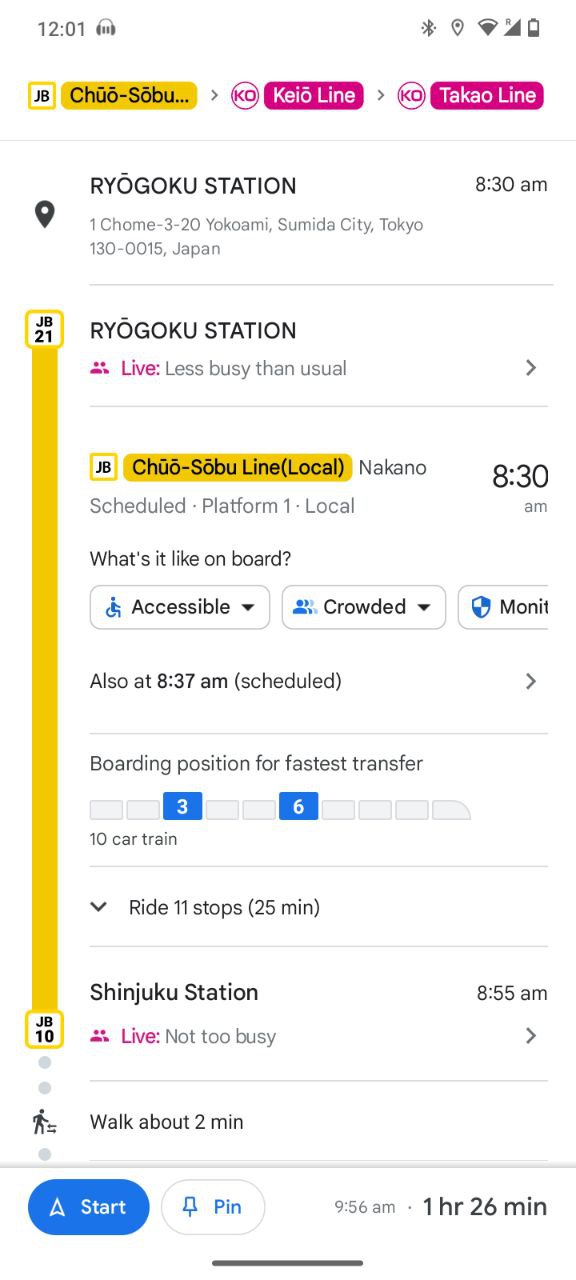 12:01
R
JB Chūō-Sōbu... > KO Keiō Line > KO Takao Line
RYŌGOKU STATION 8:30 am
1 Chome-3-20 Yokoami, Sumida City, Tokyo
130-0015, Japan
JB
21
RYŌGOKU STATION
Live: Less busy than usual
JB Chūō-Sōbu Line(Local) Nakano 8:30
Scheduled · Platform 1 · Local am
What's it like on board?
Accessible Crowded Monit
Also at 8:37 am (scheduled)
Boarding position for fastest transfer
3 6
10 car train
Ride 11 stops (25 min)
Shinjuku Station 8:55 am
JB
10
Live: Not too busy
Walk about 2 min
Start Pin 9:56 am · 1 hr 26 min